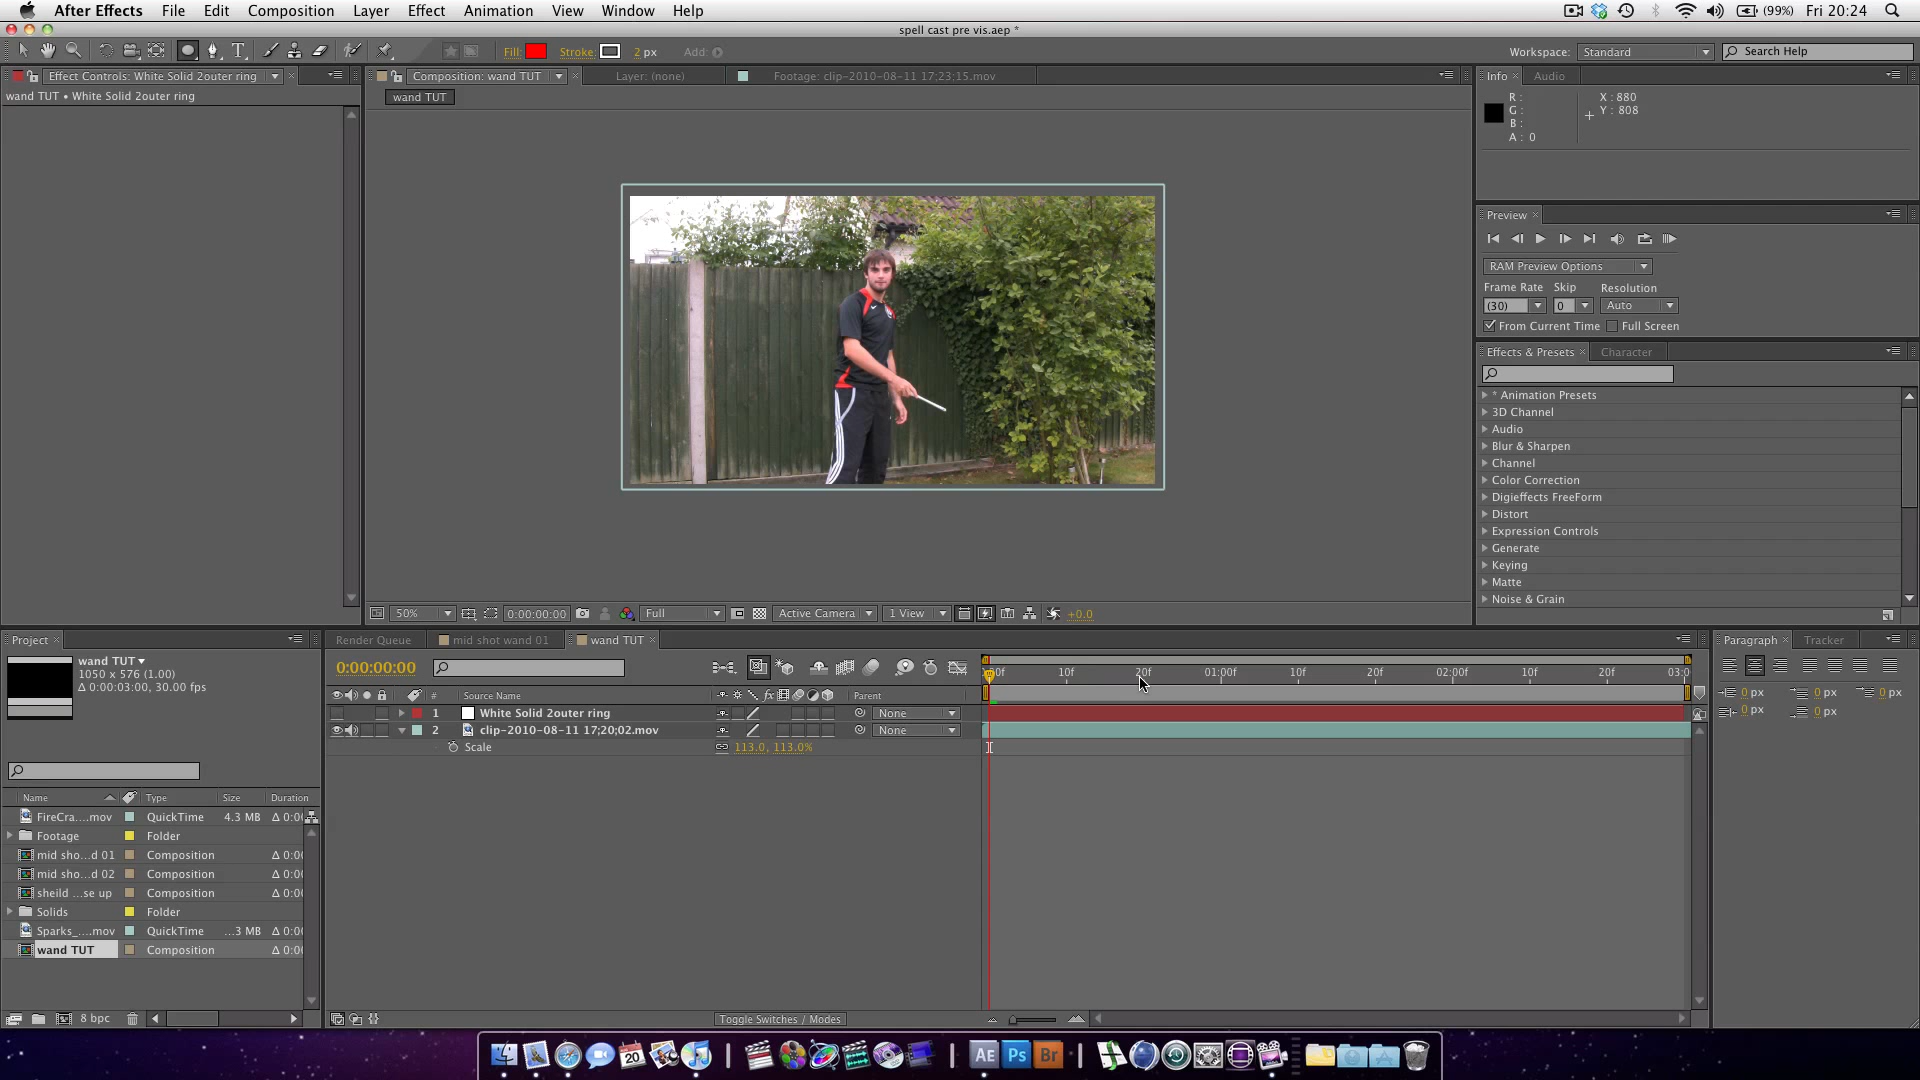 After Effects File Edit Composition Layer Effect Animation View Window Help (99%) Fri 20:24
spell cast pre vis.aep *
Fill: Stroke: 2 px Add: Workspace: Standard Search Help
Effect Controls: White Solid 2outer ring Composition: wand TUT Layer: (none) Footage: clip-2010-08-11 17;23;15.mov Info Audio
wand TUT • White Solid 2outer ring wand TUT
R : X : 880
G : Y : 808
B :
A : 0
Preview
RAM Preview Options
Frame Rate Skip Resolution
(30) 0 Auto
From Current Time Full Screen
Effects & Presets Character
* Animation Presets
3D Channel
Audio
Blur & Sharpen
Channel
Color Correction
Digieffects FreeForm
Distort
Expression Controls
Generate
Keying
Matte
Noise & Grain
50% 0:00:00:00 Full Active Camera 1 View +0.0
Project Render Queue mid shot wand 01 wand TUT Paragraph Tracker
wand TUT
1050 x 576 (1.00)
Δ 0:00:03:00, 30.00 fps
0:00:00:00 10f 20f 01:00f 10f 20f 02:00f 10f 20f 03:0
# Source Name fx Parent
1 White Solid 2outer ring None
2 clip-2010-08-11 17;20;02.mov None
Scale 113.0, 113.0%
0 px 0 px 0 px
0 px 0 px
Name Type Size Duration
FireCra....mov QuickTime 4.3 MB Δ 0:0
Footage Folder
mid sho...d 01 Composition Δ 0:0
mid sho...d 02 Composition Δ 0:0
sheild ...se up Composition Δ 0:0
Solids Folder
Sparks_....mov QuickTime ...3 MB Δ 0:0
wand TUT Composition Δ 0:0
8 bpc Toggle Switches / Modes
20
Ae Ps Br